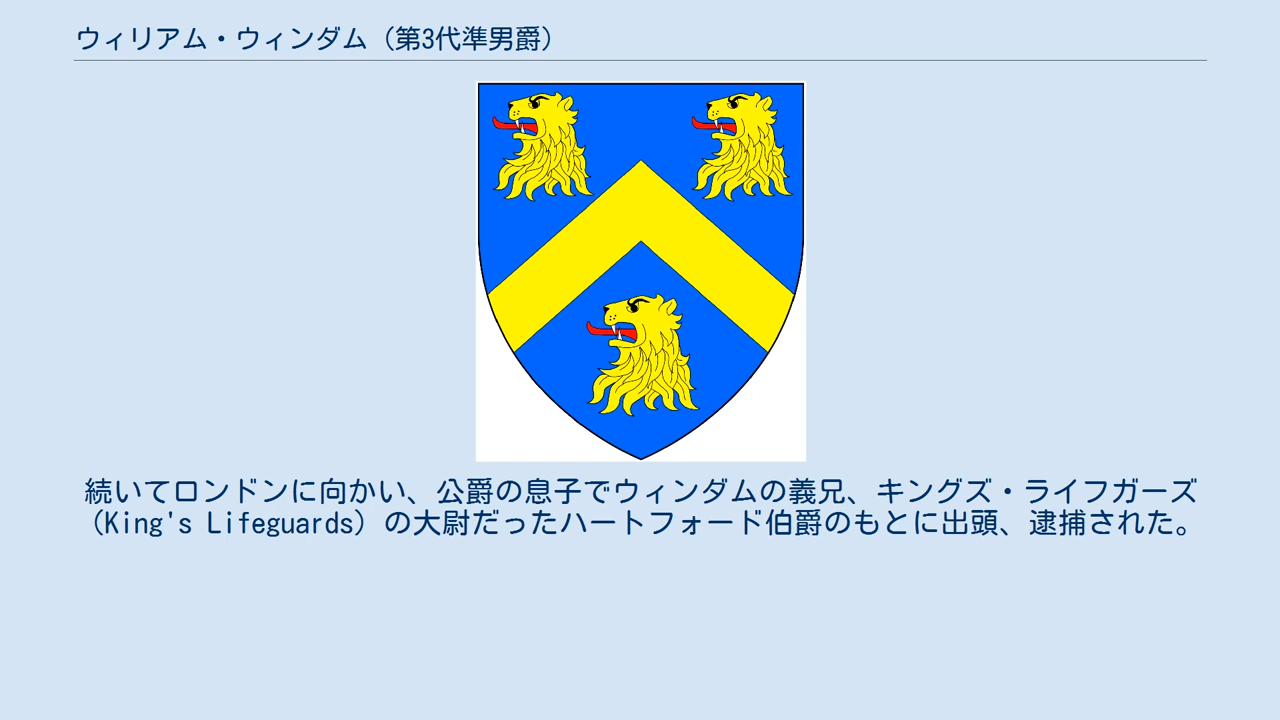 ウィリアム・ウィンダム（第3代準男爵）
続いてロンドンに向かい、公爵の息子でウィンダムの義兄、キングズ・ライフガーズ
（King's Lifeguards）の大尉だったハートフォード伯爵のもとに出頭、逮捕された。